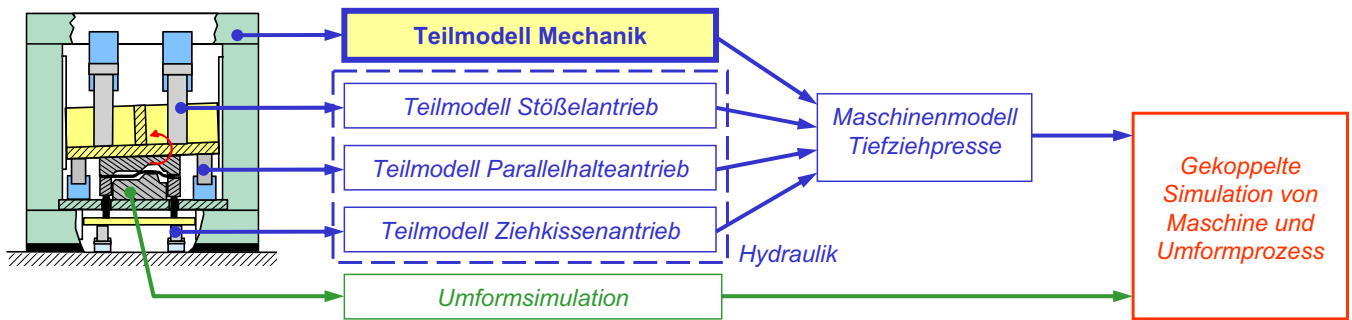 Teilmodell Mechanik
Teilmodell Stößelantrieb
Teilmodell Parallelhalteantrieb
Teilmodell Ziehkissenantrieb
Hydraulik
Umformsimulation
Maschinenmodell
Tiefziehpresse
Gekoppelte
Simulation von
Maschine und
Umformprozess